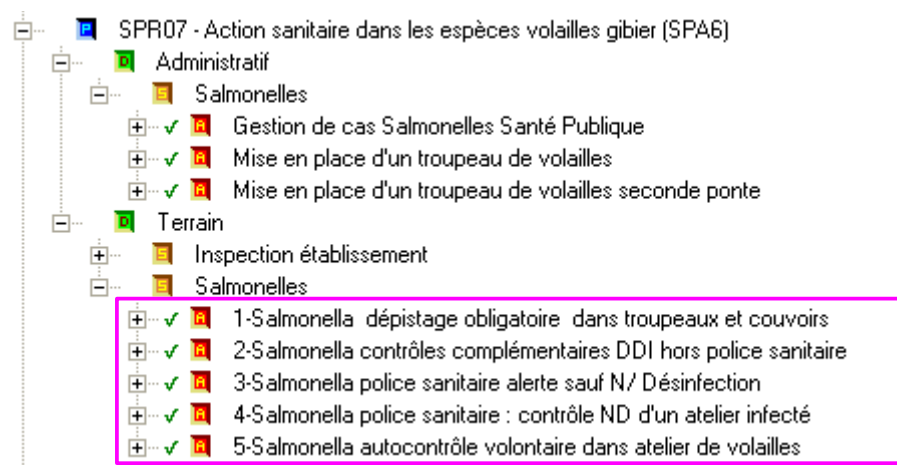 P SPR07 - Action sanitaire dans les espèces volailles gibier (SPA6)
D Administratif
S Salmonelles
A Gestion de cas Salmonelles Santé Publique
A Mise en place d'un troupeau de volailles
A Mise en place d'un troupeau de volailles seconde ponte
D Terrain
S Inspection établissement
S Salmonelles
A 1-Salmonella dépistage obligatoire dans troupeaux et couvoirs
A 2-Salmonella contrôles complémentaires DDI hors police sanitaire
A 3-Salmonella police sanitaire alerte sauf N/ Désinfection
A 4-Salmonella police sanitaire : contrôle ND d'un atelier infecté
A 5-Salmonella autocontrôle volontaire dans atelier de volailles